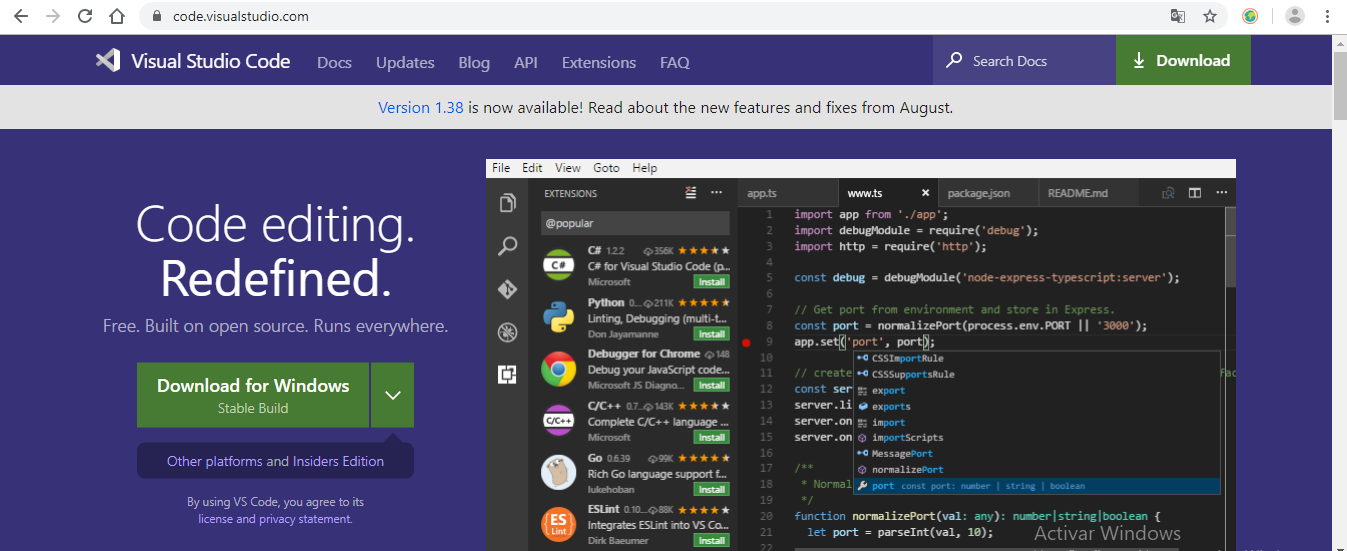 code.visualstudio.com
Visual Studio Code Docs Updates Blog API Extensions FAQ Search Docs Download
Version 1.38 is now available! Read about the new features and fixes from August.
Code editing.
Redefined.
Free. Built on open source. Runs everywhere.
Download for Windows
Stable Build
Other platforms and Insiders Edition
By using VS Code, you agree to its
license and privacy statement.
File Edit View Goto Help
EXTENSIONS
@popular
C# 1.2.2 356K
C# for Visual Studio Code (p...
Microsoft Install
Python 0... 211K
Linting, Debugging (multi-t...
Don Jayamanne Install
Debugger for Chrome 148
Debug your JavaScript code...
Microsoft JS Diagno... Install
C/C++ 0.7... 143K
Complete C/C++ language ...
Microsoft Install
Go 0.6.39 99K
Rich Go language support f...
lukehoban Install
ESLint 0.10... 88K
Integrates ESLint into VS Co...
Dirk Baeumer Install
app.ts www.ts package.json README.md
1 import app from './app';
2 import debugModule = require('debug');
3 import http = require('http');
4
5 const debug = debugModule('node-express-typescript:server');
6
7 // Get port from environment and store in Express.
8 const port = normalizePort(process.env.PORT || '3000');
9 app.set('port', port);
10
11 // create
12 const ser
13 server.li
14 server.on
15 server.on
16
17 /**
18 * Normal
19 */
20 function normalizePort(val: any): number|string|boolean {
21 let port = parseInt(val, 10);
22
CSSImportRule
CSSSupportsRule
export
exports
import
importScripts
MessagePort
normalizePort
port const port: number | string | boolean
Activar Windows